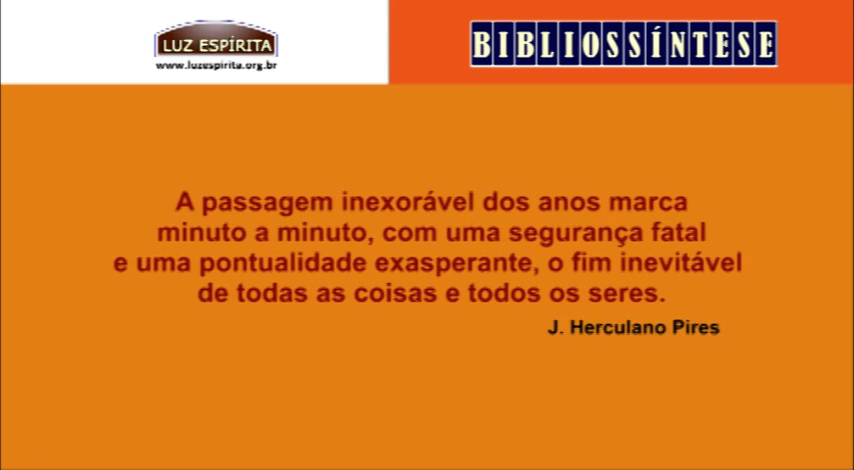 LUZ ESPÍRITA
www.luzespirita.org.br
BIBLIOSSÍNTESE
A passagem inexorável dos anos marca
minuto a minuto, com uma segurança fatal
e uma pontualidade exasperante, o fim inevitável
de todas as coisas e todos os seres.
J. Herculano Pires